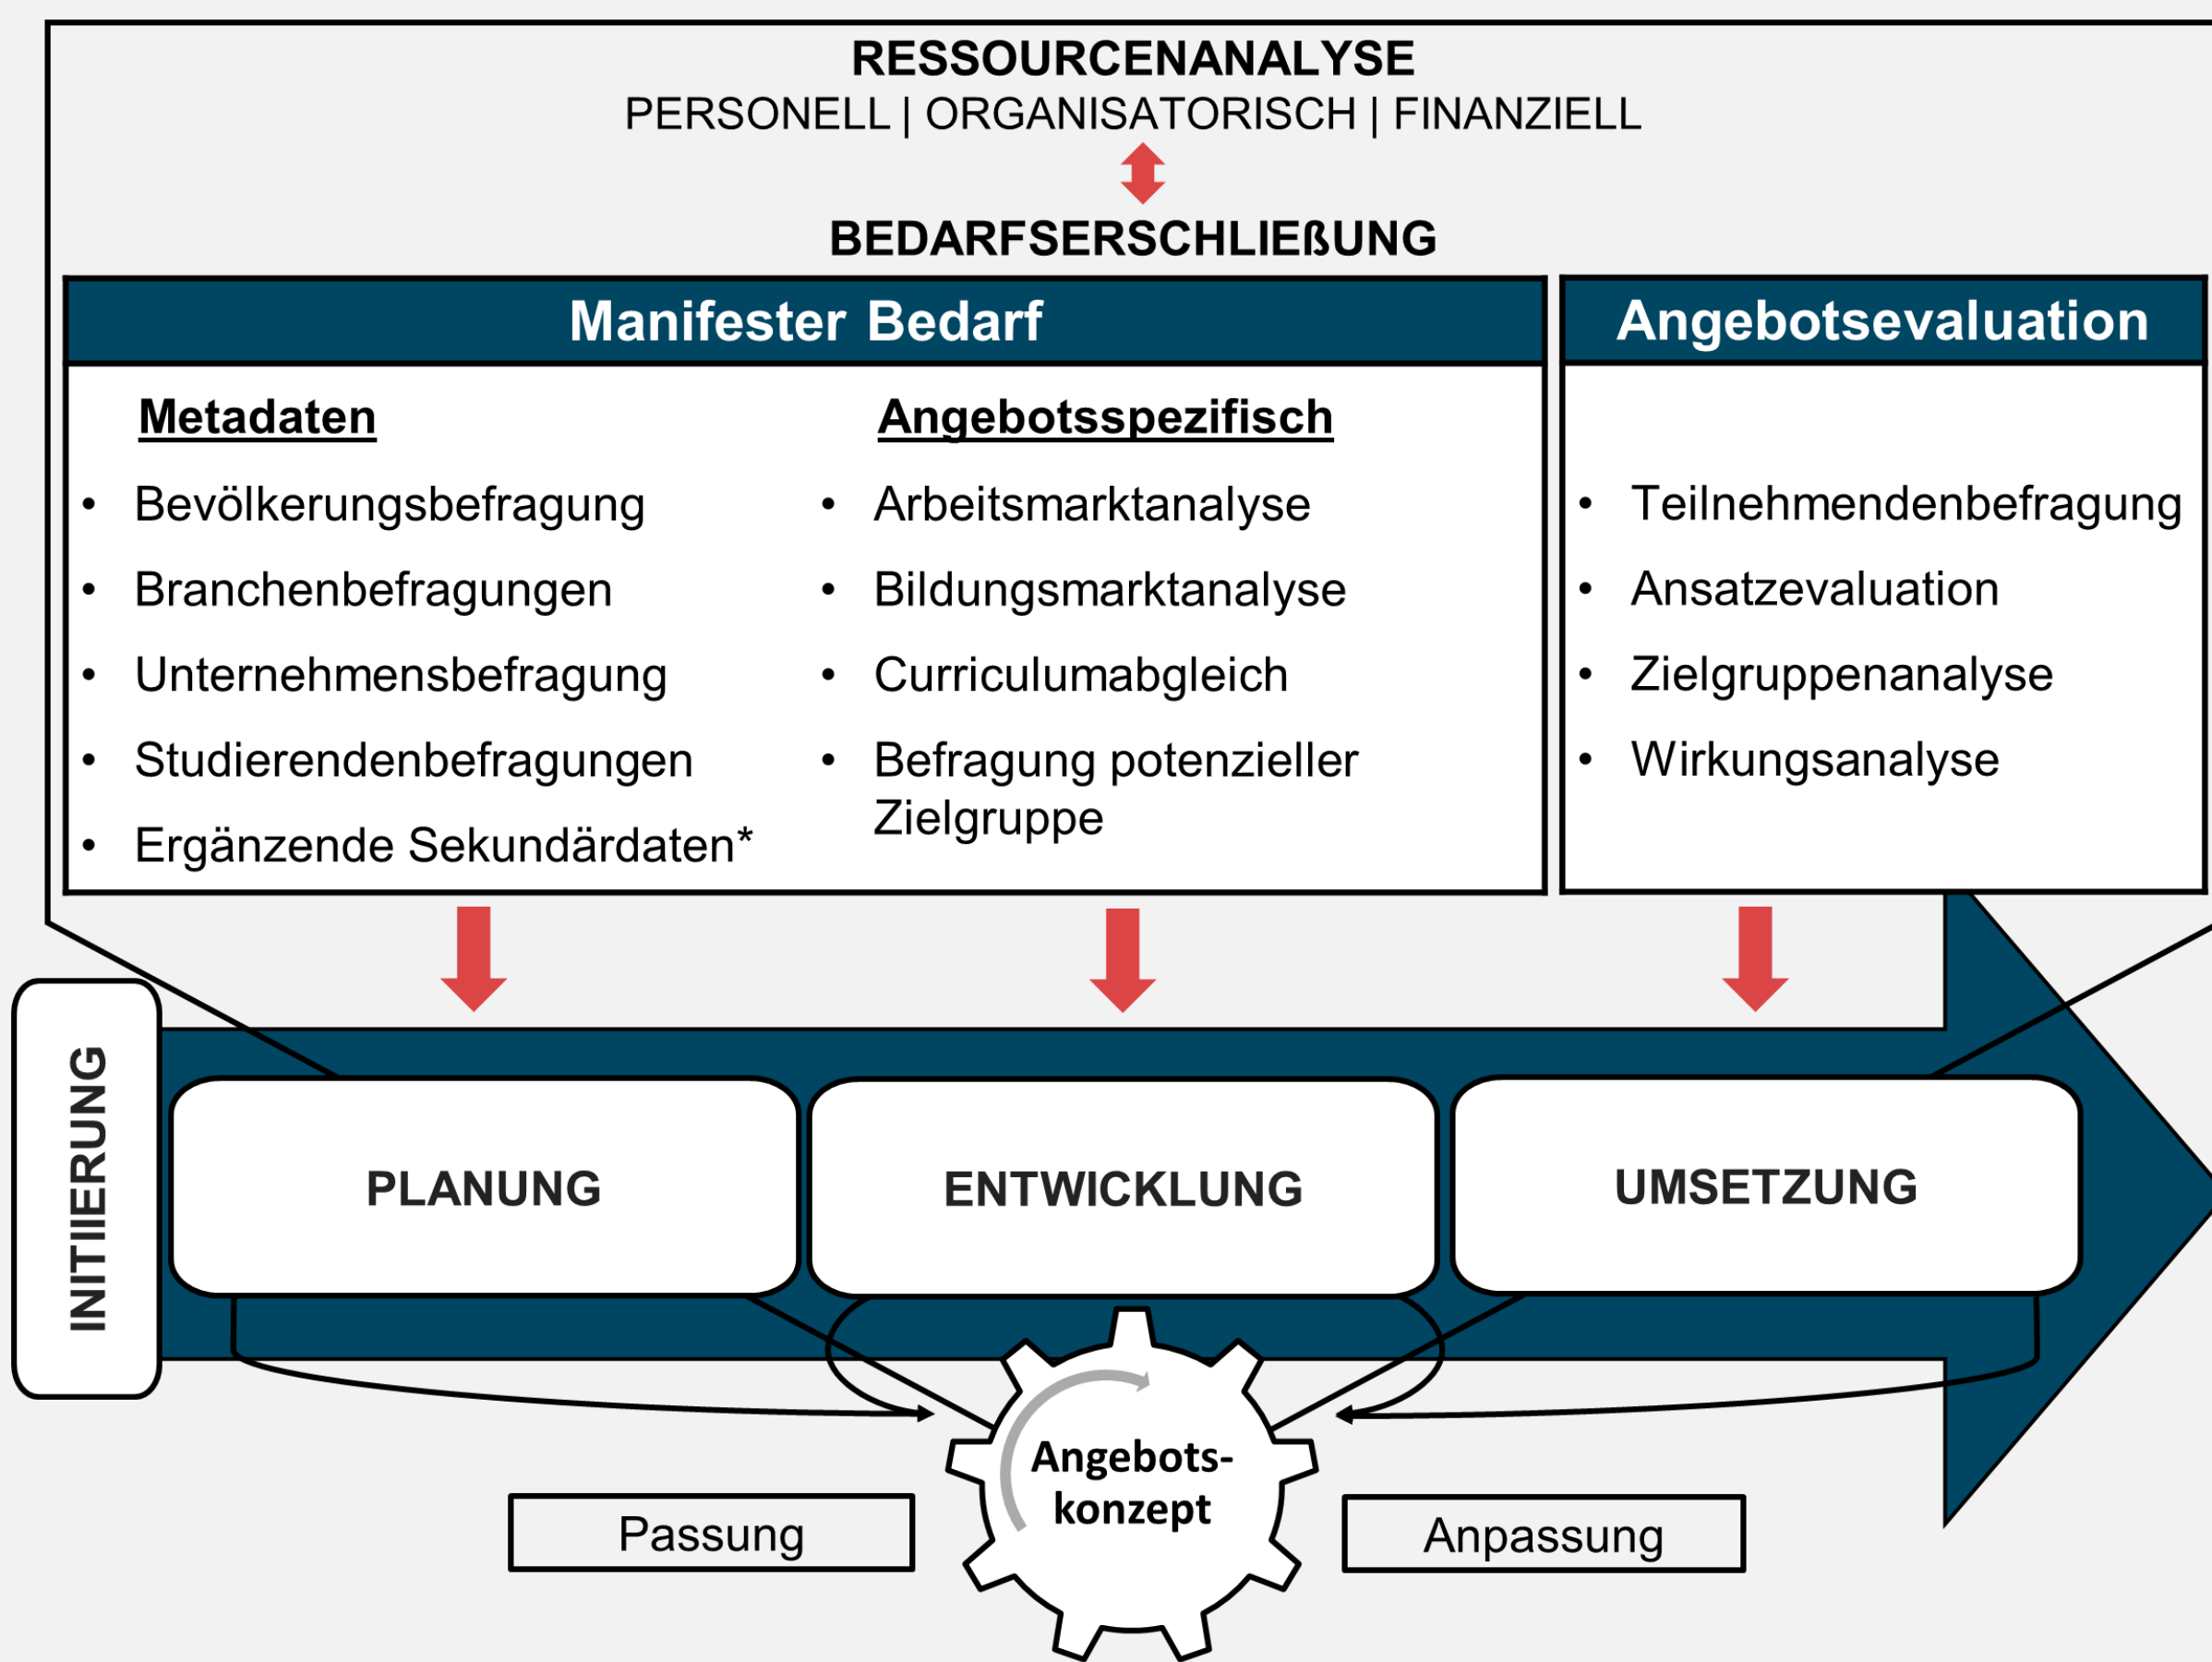 RESSOURCENANALYSE
PERSONELL | ORGANISATORISCH | FINANZIELL
BEDARFSERSCHLIEßUNG
Manifester Bedarf
Metadaten
• Bevölkerungsbefragung
• Branchenbefragungen
• Unternehmensbefragung
• Studierendenbefragungen
• Ergänzende Sekundärdaten*
Angebotsspezifisch
• Arbeitsmarktanalyse
• Bildungsmarktanalyse
• Curriculumabgleich
• Befragung potenzieller
Zielgruppe
Angebotsevaluation
• Teilnehmendenbefragung
• Ansatzevaluation
• Zielgruppenanalyse
• Wirkungsanalyse
INITIIERUNG
PLANUNG
ENTWICKLUNG
UMSETZUNG
Angebots-
konzept
Passung
Anpassung